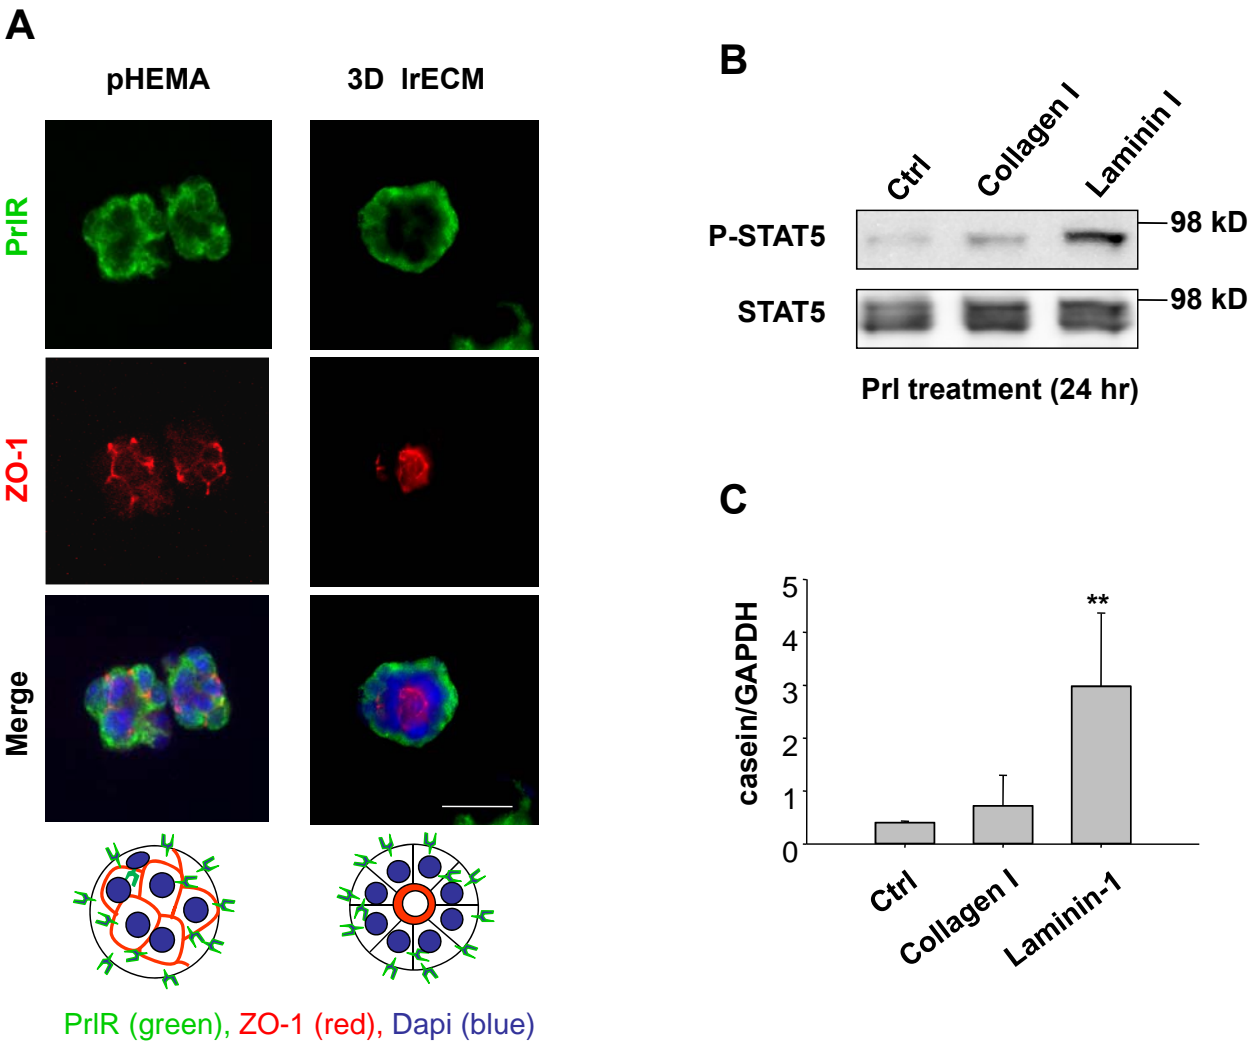 A
pHEMA
3D lrECM
PrlR
ZO-1
Merge
PrlR (green), ZO-1 (red), Dapi (blue)
B
Ctrl
Collagen I
Laminin I
P-STAT5
98 kD
STAT5
98 kD
Prl treatment (24 hr)
C
casein/GAPDH
5
4
3
2
1
0
**
Ctrl
Collagen I
Laminin-1